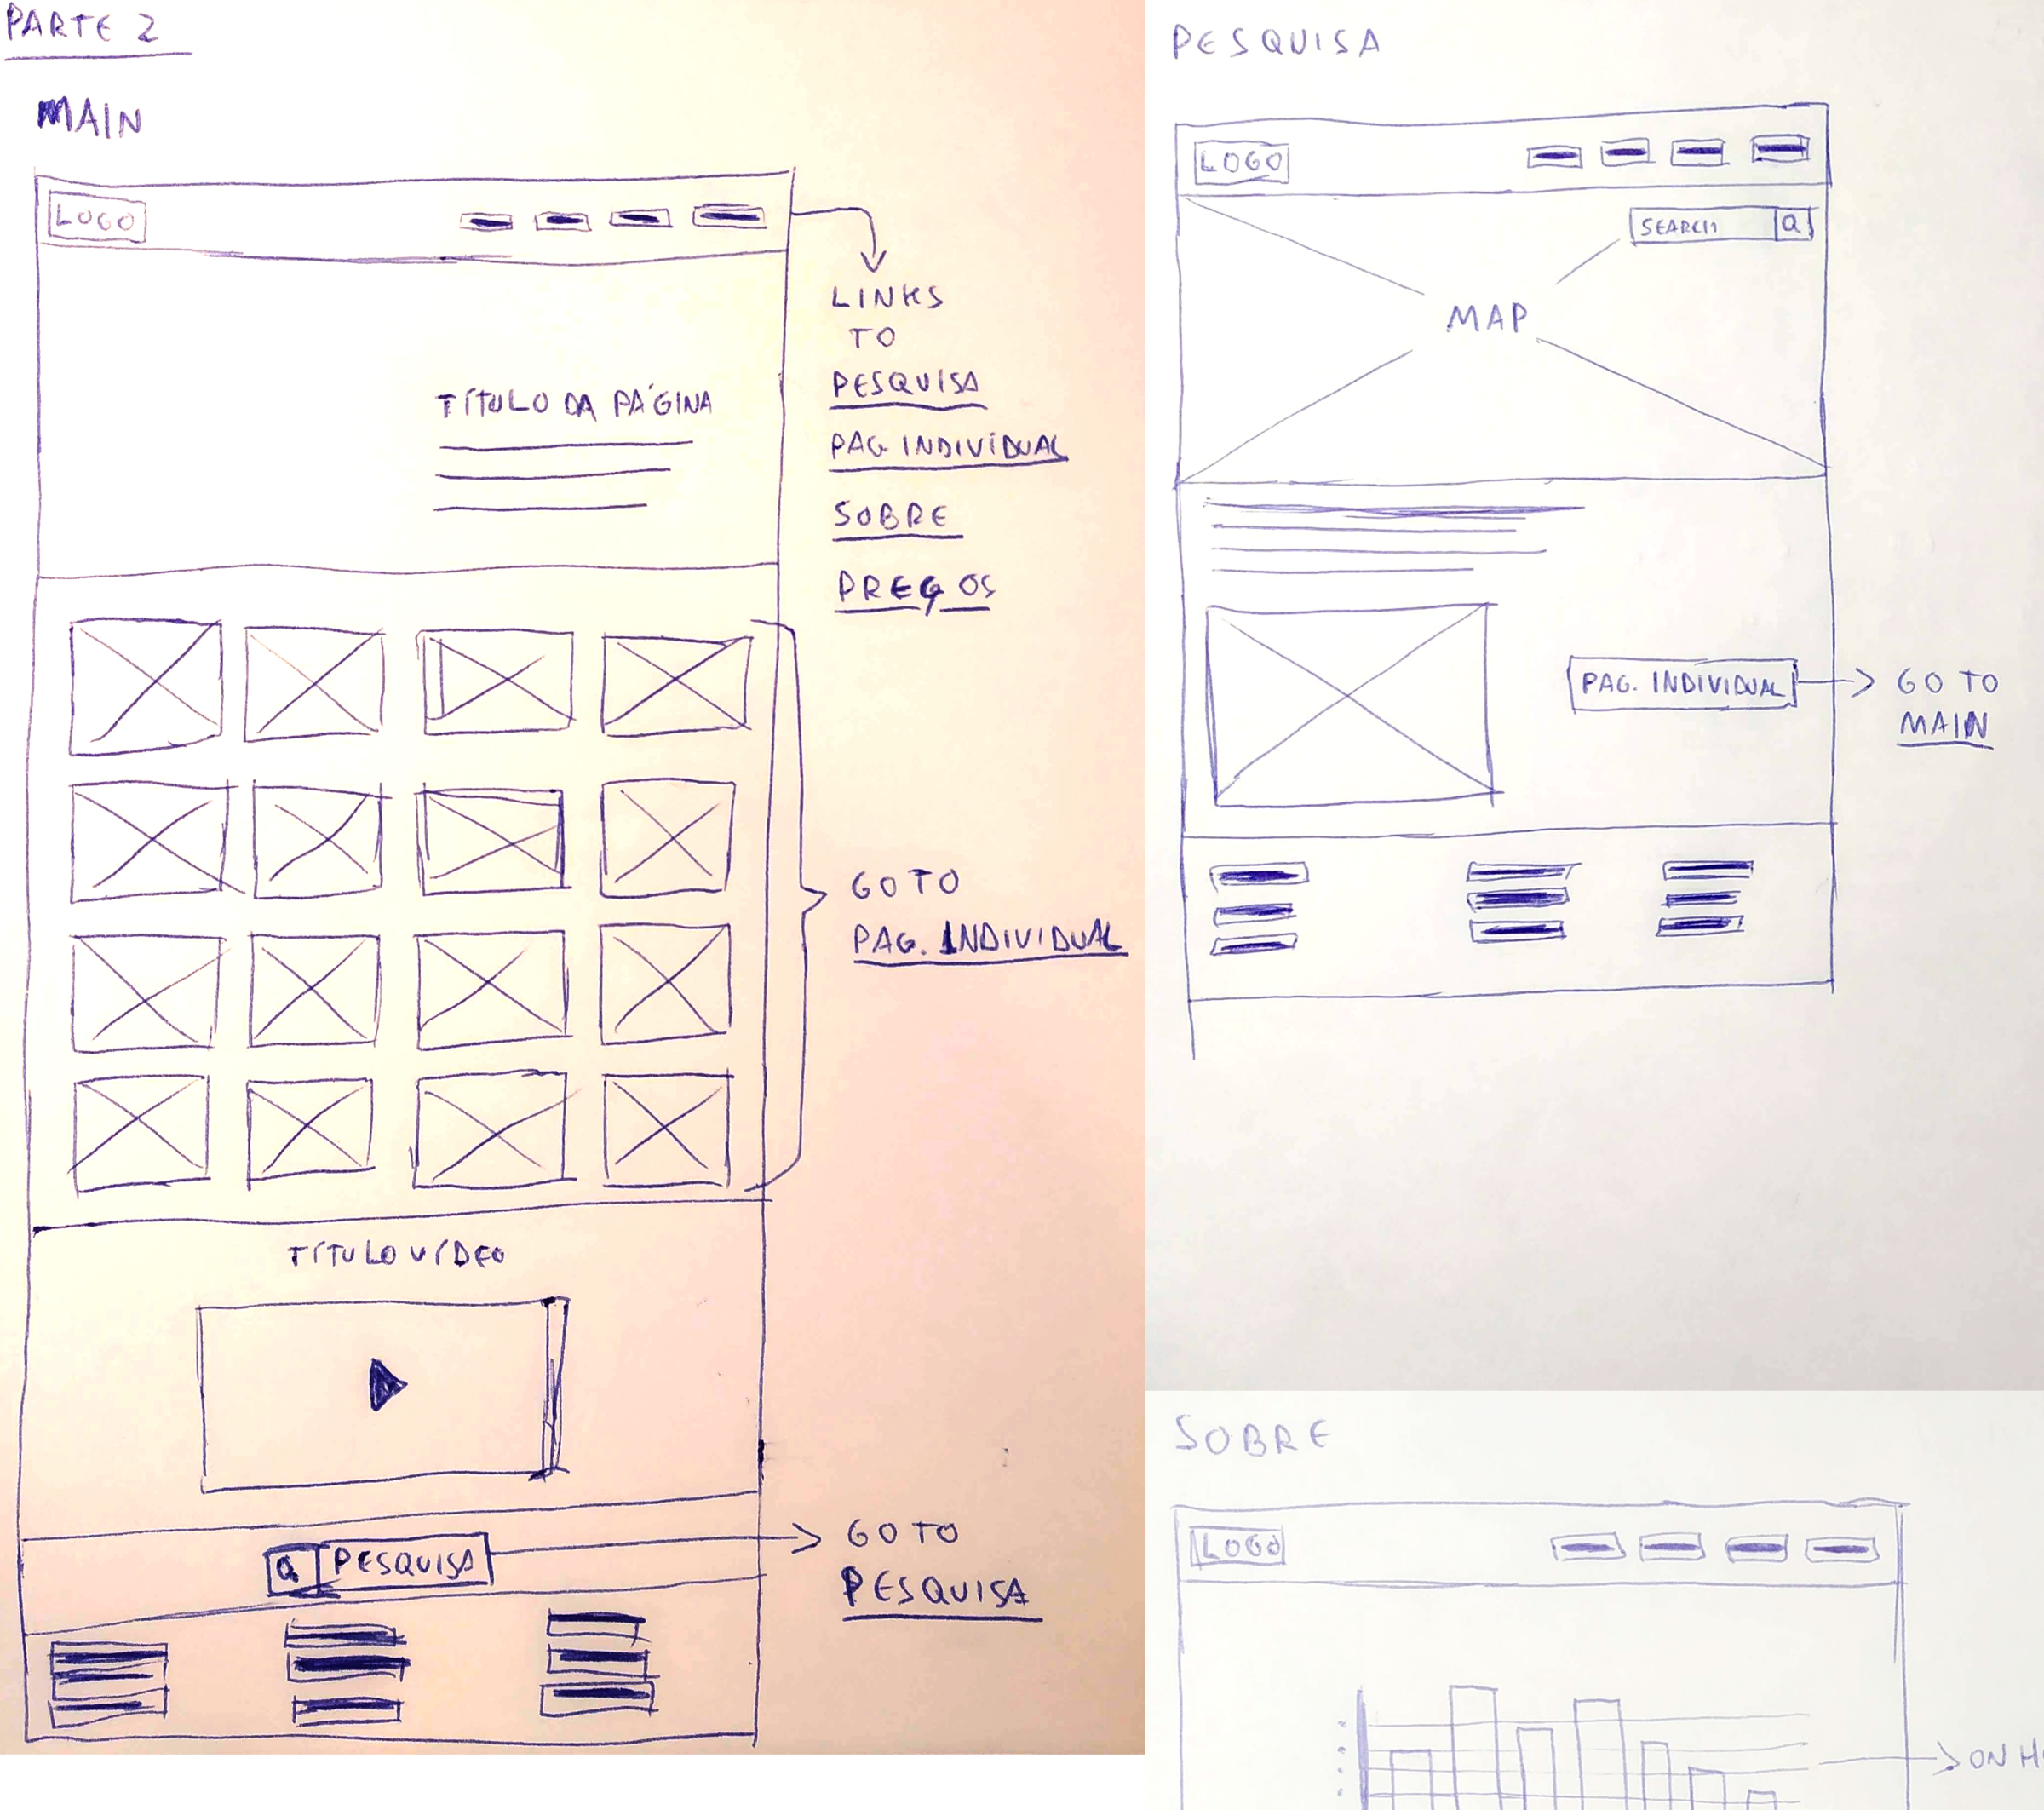 PARTE 2
MAIN
LOGO
LINKS
TO
PESQUISA
PAG. INDIVIDUAL
SOBRE
PREÇOS
TÍTULO DA PÁGINA
GO TO
PAG. INDIVIDUAL
TÍTULO VÍDEO
PESQUISA
GO TO
PESQUISA
PESQUISA
LOGO
SEARCH
MAP
PAG. INDIVIDUAL
GO TO
MAIN
SOBRE
LOGO
ON